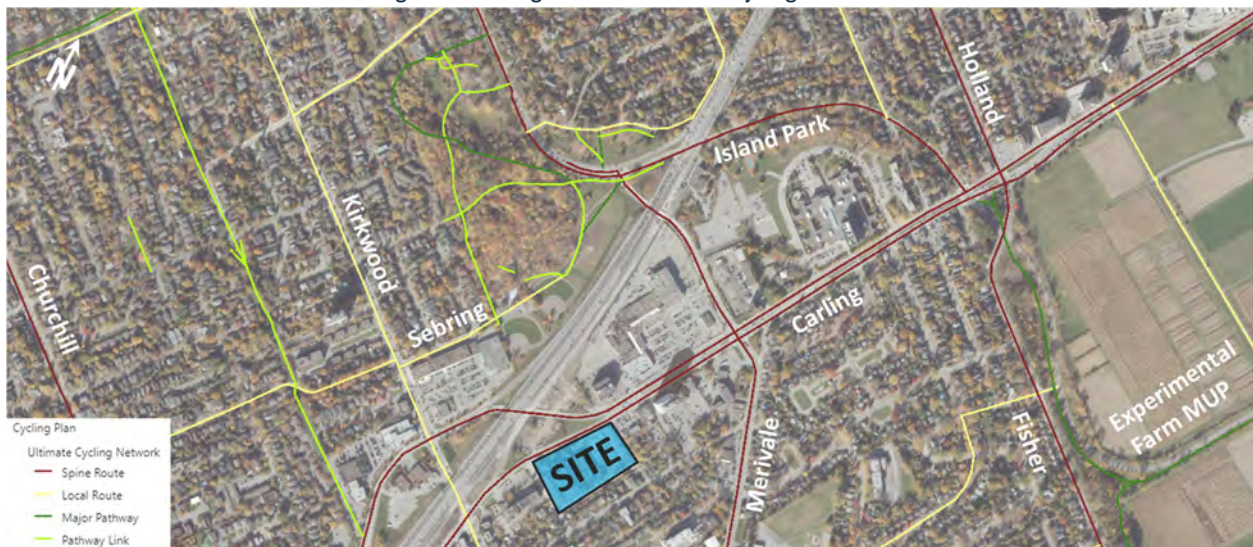 N
Holland
Island Park
Kirkwood
Churchill
Sebring
Carling
Experimental
Farm MUP
Fisher
Merivale
SITE
Cycling Plan
Ultimate Cycling Network
Spine Route
Local Route
Major Pathway
Pathway Link